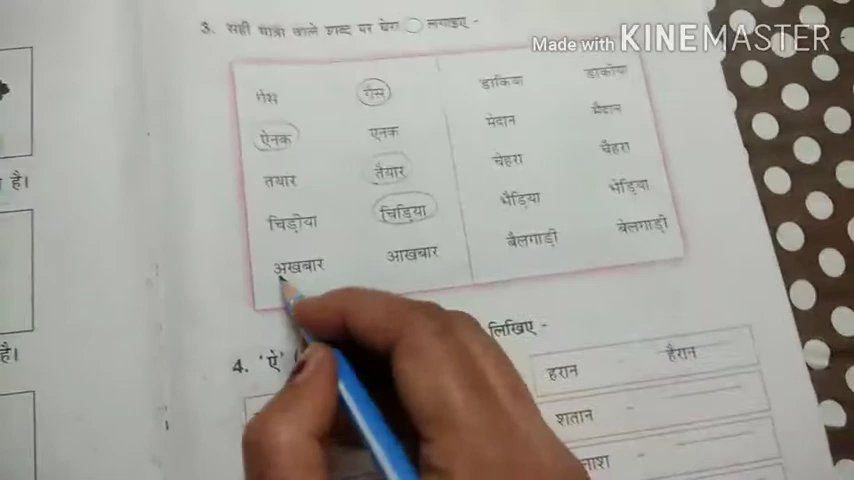 3. सही मात्रा वाले शब्द पर घेरा लगाइए -
Made with KINEMASTER
गेस गैस डाकिया डाकीया
ऐनक एनक मेदान मैदान
तयार तैयार चेहरा चैहरा
चिड़ीया चिड़िया भैड़िया भेड़िया
अखबार आखबार बैलगाड़ी बेलगाड़ी
है।
है।
4. 'ऐ' लिखिए -
हरान हैरान
शतान -